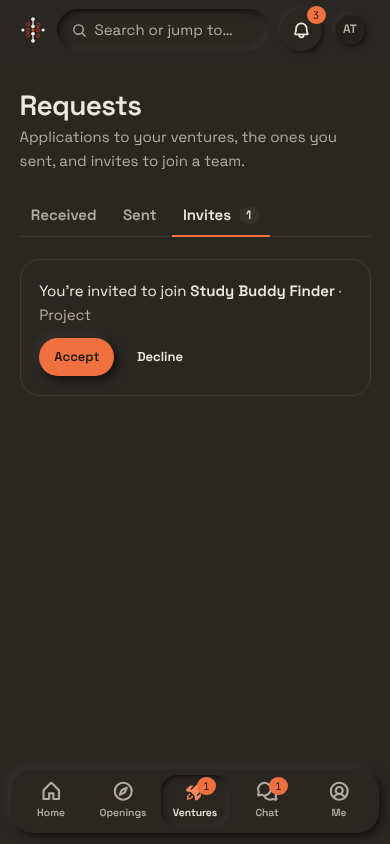 Search or jump to...
3
AT
Requests
Applications to your ventures, the ones you
sent, and invites to join a team.
Received
Sent
Invites 1
You're invited to join Study Buddy Finder ·
Project
Accept
Decline
1
1
Home
Openings
Ventures
Chat
Me